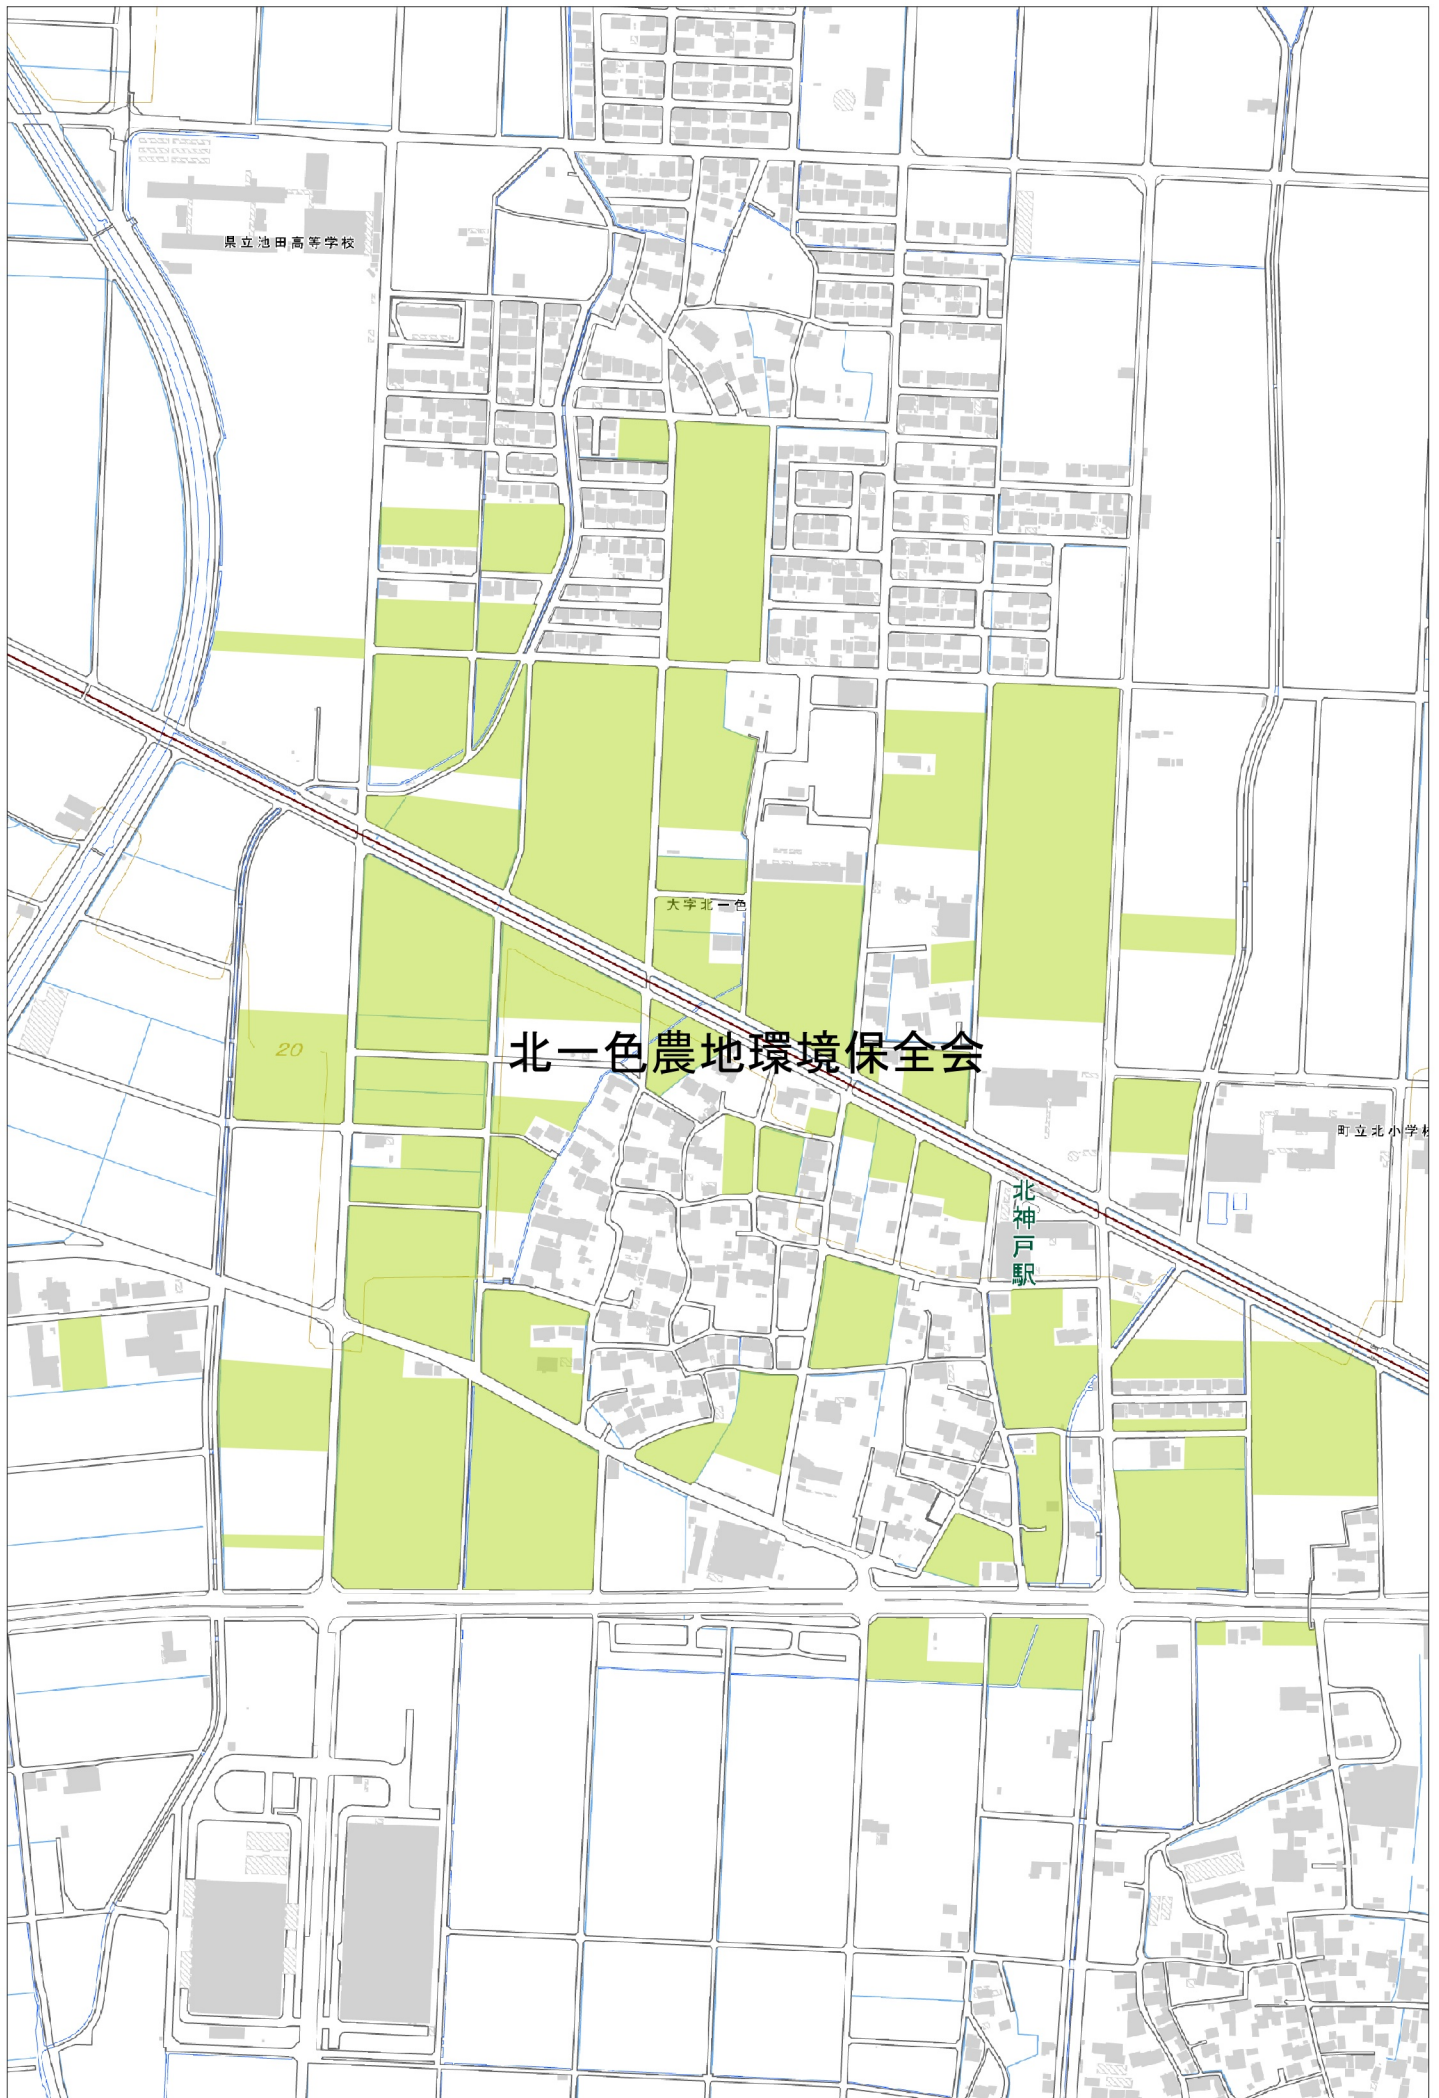 県立池田高等学校
大字北一色
北一色農地環境保全会
20
町立北小学校
北神戸駅